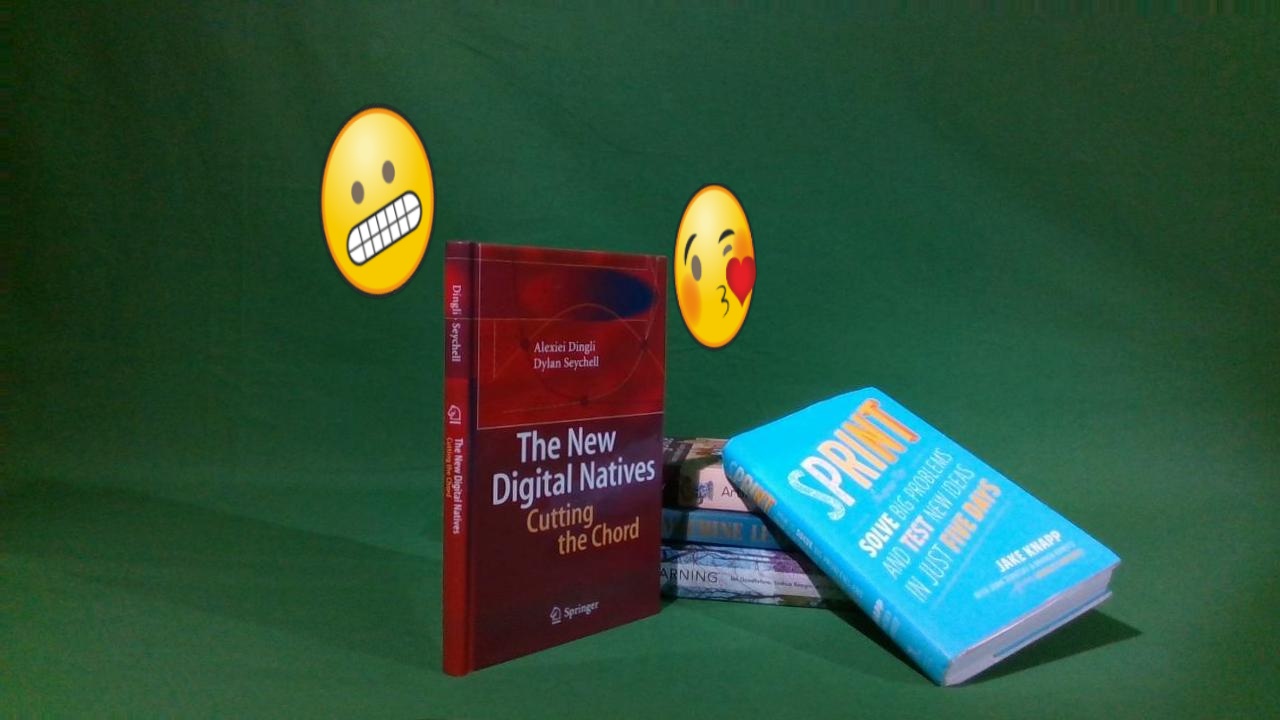 Dingli · Seychell
The New Digital Natives
Cutting the Chord
Alexiei Dingli
Dylan Seychell
The New
Digital Natives
Cutting
the Chord
Springer
ARNING
SPRINT
SPRINT
SOLVE BIG PROBLEMS
AND TEST NEW IDEAS
IN JUST FIVE DAYS
JAKE KNAPP